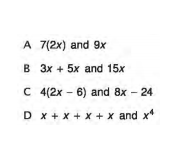 A 7(2x) and 9x
B 3x + 5x and 15x
C 4(2x – 6) and 8x – 24
D x + x + x + x and x⁴